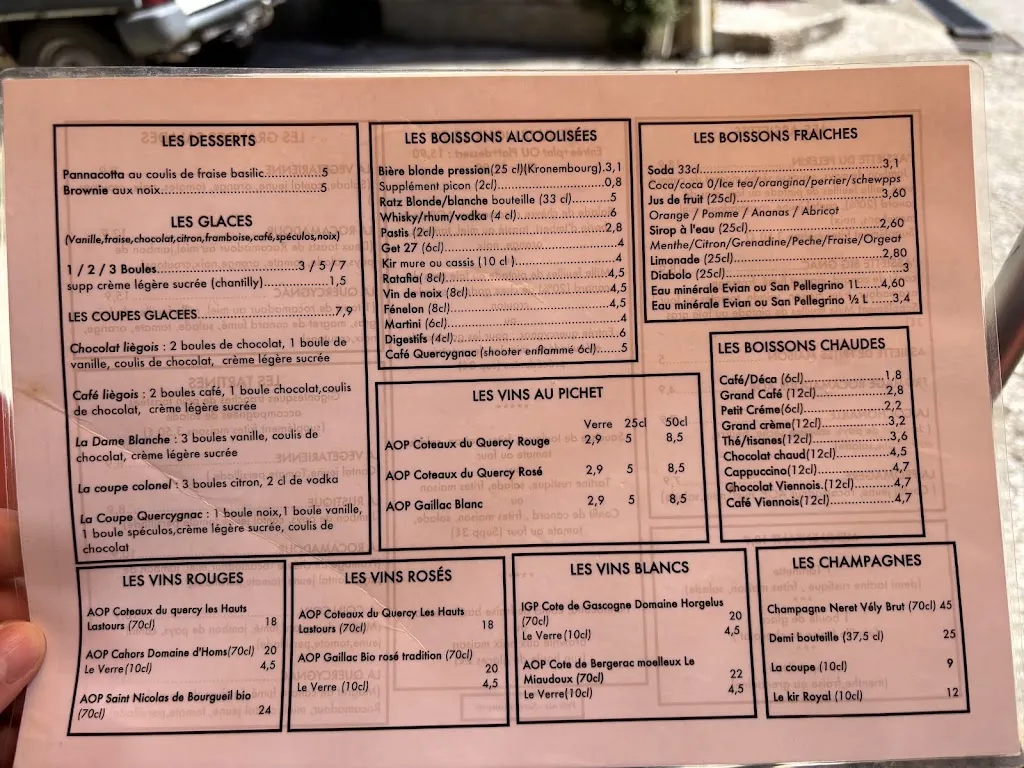 LES DESSERTS
Pannacotta au coulis de fraise basilic.....5
Brownie aux noix..............................5
LES GLACES
(Vanille,fraise,chocolat,citron,framboise,café,spéculos,noix)
1 / 2 / 3 Boules..........................3 / 5 / 7
supp crème légère sucrée (chantilly)...............1,5
LES COUPES GLACEES.........................7,9
Chocolat liègois : 2 boules de chocolat, 1 boule de
vanille, coulis de chocolat, crème légère sucrée
Café liègois : 2 boules café, 1 boule chocolat,coulis
de chocolat, crème légère sucrée
La Dame Blanche : 3 boules vanille, coulis de
chocolat, crème légère sucrée
La coupe colonel : 3 boules citron, 2 cl de vodka
La Coupe Quercygnac : 1 boule noix,1 boule vanille,
1 boule spéculos,crème légère sucrée, coulis de
chocolat
LES BOISSONS ALCOOLISÉES
Bière blonde pression(25 cl)(Kronembourg).3,1
Supplément picon (2cl).........................0,8
Ratz Blonde/blanche bouteille (33 cl).......5
Whisky/rhum/vodka (4 cl)...................6
Pastis (2cl)......................................2,8
Get 27 (6cl)......................................4
Kir mure ou cassis (10 cl )....................4
Ratafia( 8cl)......................................4,5
Vin de noix (8cl)................................4,5
Fénelon (8cl).....................................4,5
Martini (6cl)......................................4
Digestifs (4cl)....................................6
Café Quercygnac (shooter enflammé 6cl)......5
LES BOISSONS FRAICHES
Soda 33cl.......................................3,1
Coca/coca 0/Ice tea/orangina/perrier/schewpps
Jus de fruit (25cl)..............................3,60
Orange / Pomme / Ananas / Abricot
Sirop à l'eau (25cl)...........................2,60
Menthe/Citron/Grenadine/Peche/Fraise/Orgeat
Limonade (25cl)..............................2,80
Diabolo (25cl).................................3
Eau minérale Evian ou San Pellegrino 1L.....4,60
Eau minérale Evian ou San Pellegrino ½ L.....3,4
LES BOISSONS CHAUDES
Café/Déca (6cl).................1,8
Grand Café (12cl)...............2,8
Petit Créme(6cl).................2,2
Grand crème(12cl)..............3,2
Thé/tisanes(12cl)................3,6
Chocolat chaud(12cl)..........4,5
Cappuccino(12cl)...............4,7
Chocolat Viennois.(12cl).......4,7
Café Viennois(12cl).............4,7
LES VINS AU PICHET
Verre 25cl 50cl
AOP Coteaux du Quercy Rouge 2,9 5 8,5
AOP Coteaux du Quercy Rosé 2,9 5 8,5
AOP Gaillac Blanc 2,9 5 8,5
LES VINS ROUGES
AOP Coteaux du quercy les Hauts
Lastours (70cl) 18
AOP Cahors Domaine d'Homs(70cl) 20
Le Verre(10cl) 4,5
AOP Saint Nicolas de Bourgueil bio
(70cl) 24
LES VINS ROSÉS
AOP Coteaux du Quercy Les Hauts
Lastours (70cl) 18
AOP Gaillac Bio rosé tradition (70cl)
20
Le Verre (10cl) 4,5
LES VINS BLANCS
IGP Cote de Gascogne Domaine Horgelus
(70cl) 20
Le Verre(10cl) 4,5
AOP Cote de Bergerac moelleux Le
Miaudoux (70cl) 22
Le Verre(10cl) 4,5
LES CHAMPAGNES
Champagne Neret Vély Brut (70cl) 45
Demi bouteille (37,5 cl) 25
La coupe (10cl) 9
Le kir Royal (10cl) 12